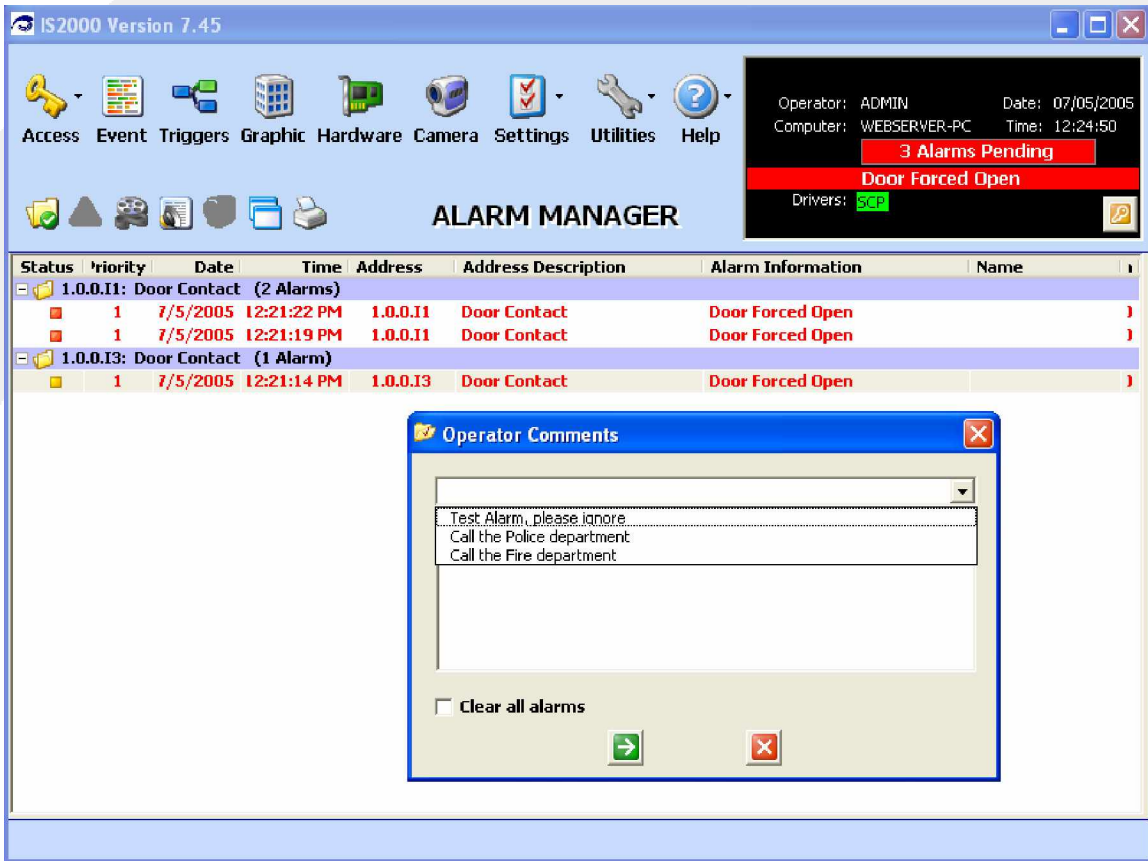 IS2000 Version 7.45
Access Event Triggers Graphic Hardware Camera Settings Utilities Help
Operator: ADMIN Date: 07/05/2005
Computer: WEBSERVER-PC Time: 12:24:50
3 Alarms Pending
Door Forced Open
Drivers: SCP
ALARM MANAGER
Status Priority Date Time Address Address Description Alarm Information Name
1.0.0.I1: Door Contact (2 Alarms)
1 7/5/2005 12:21:22 PM 1.0.0.I1 Door Contact Door Forced Open
1 7/5/2005 12:21:19 PM 1.0.0.I1 Door Contact Door Forced Open
1.0.0.I3: Door Contact (1 Alarm)
1 7/5/2005 12:21:14 PM 1.0.0.I3 Door Contact Door Forced Open
Operator Comments
Test Alarm, please ignore
Call the Police department
Call the Fire department
Clear all alarms